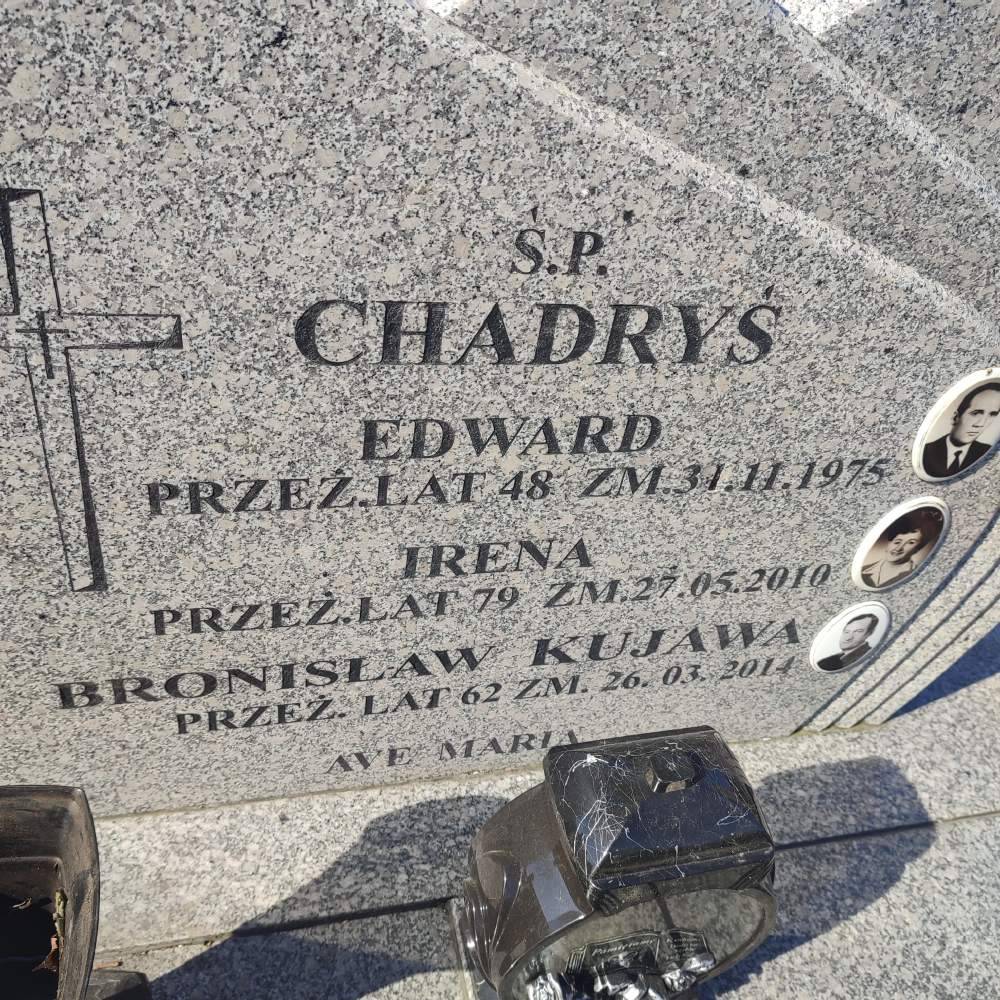 Ś.P.
CHADRYŚ
EDWARD
PRZEŻ.LAT 48 ZM.31.11.1975
IRENA
PRZEŻ.LAT 79 ZM.27.05.2010
BRONISŁAW KUJAWA
PRZEŻ. LAT 62 ZM. 26. 03. 2014
AVE MARIA